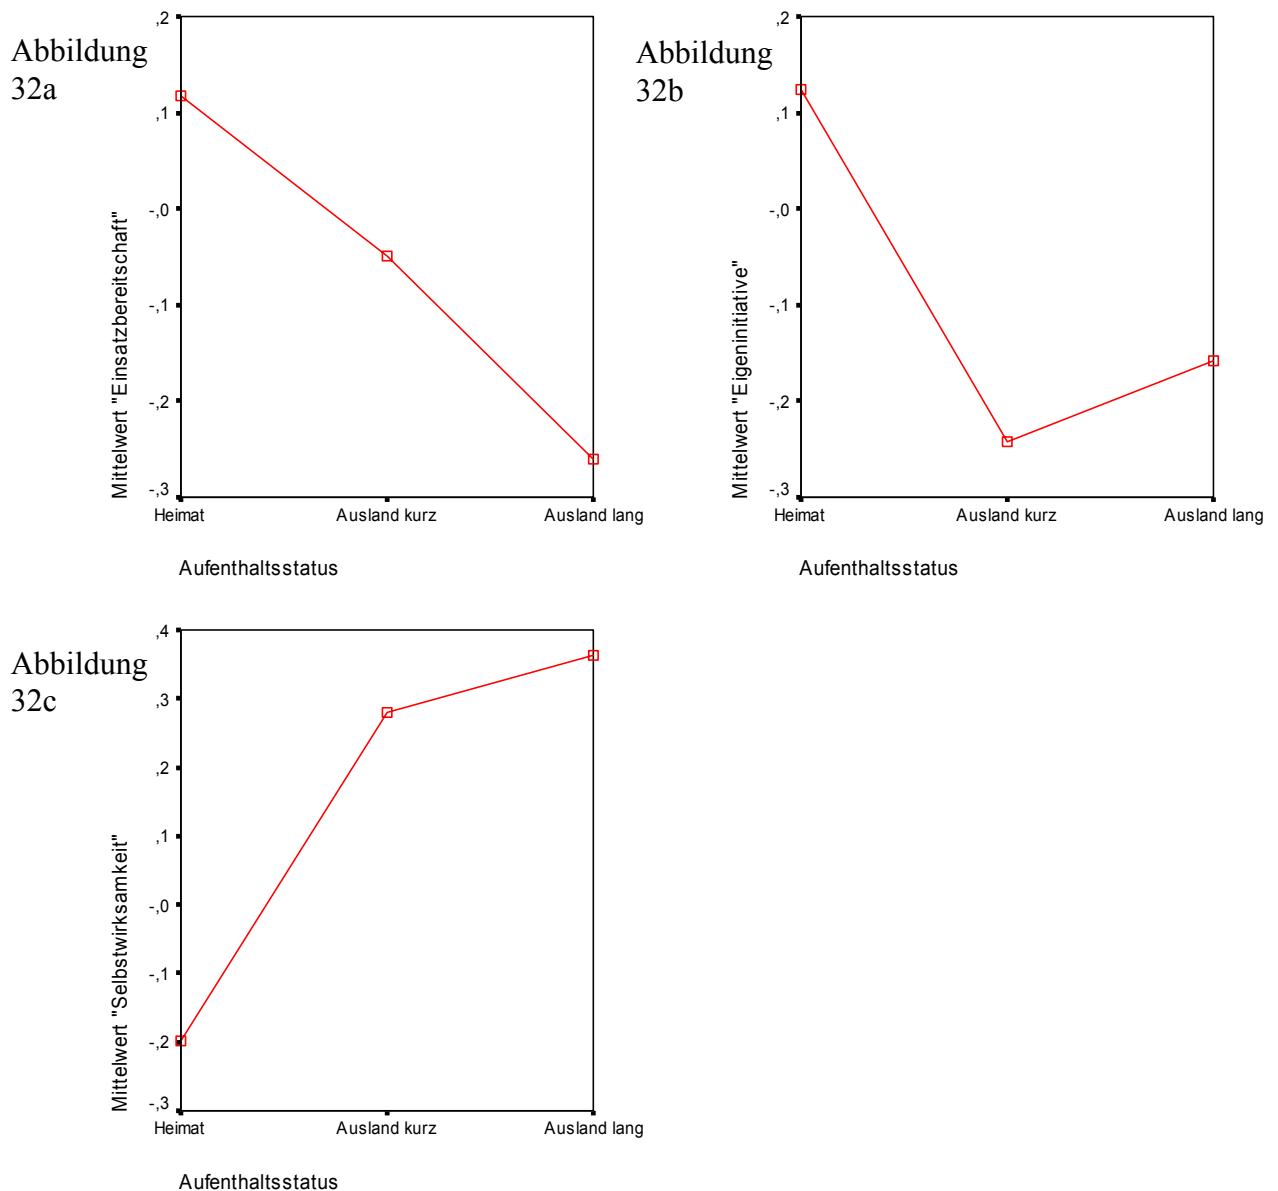 Abbildung
32a
Mittelwert "Einsatzbereitschaft"
,2
,1
-,0
-,1
-,2
-,3
Heimat
Ausland kurz
Ausland lang
Aufenthaltsstatus
Abbildung
32b
Mittelwert "Eigeninitiative"
,2
,1
-,0
-,1
-,2
-,3
Heimat
Ausland kurz
Ausland lang
Aufenthaltsstatus
Abbildung
32c
Mittelwert "Selbstwirksamkeit"
,4
,3
,2
,1
-,0
-,1
-,2
-,3
Heimat
Ausland kurz
Ausland lang
Aufenthaltsstatus